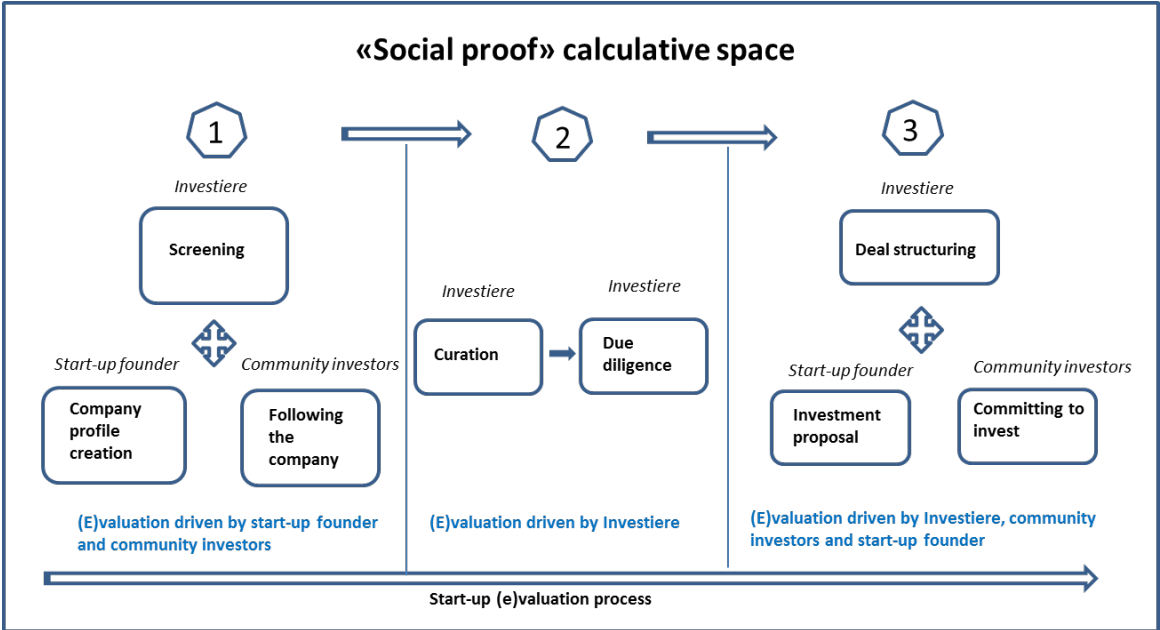 «Social proof» calculative space
1
2
3
Investiere
Screening
Start-up founder
Company
profile
creation
Community investors
Following
the
company
(E)valuation driven by start-up founder
and community investors
Investiere
Curation
Investiere
Due
diligence
(E)valuation driven by Investiere
Investiere
Deal structuring
Start-up founder
Investment
proposal
Community investors
Committing to
invest
(E)valuation driven by Investiere, community
investors and start-up founder
Start-up (e)valuation process